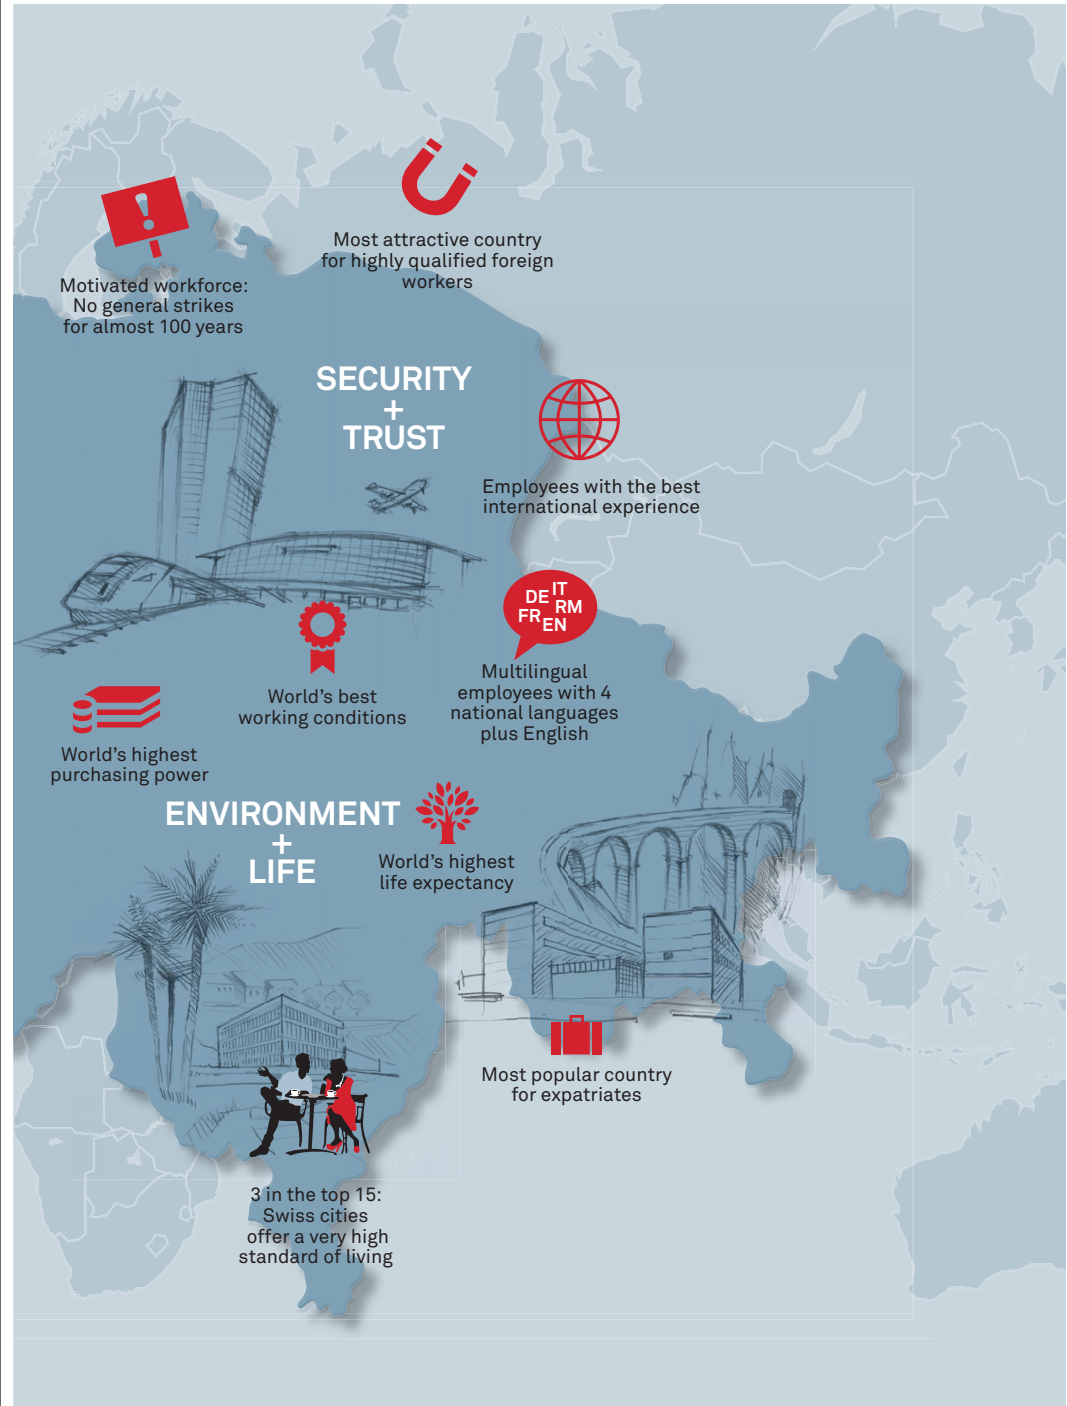 Most attractive country
for highly qualified foreign
workers
Motivated workforce:
No general strikes
for almost 100 years
SECURITY
+
TRUST
Employees with the best
international experience
DE IT
FR RM
EN
Multilingual
employees with 4
national languages
plus English
World’s best
working conditions
World’s highest
purchasing power
ENVIRONMENT
+
LIFE
World’s highest
life expectancy
Most popular country
for expatriates
3 in the top 15:
Swiss cities
offer a very high
standard of living